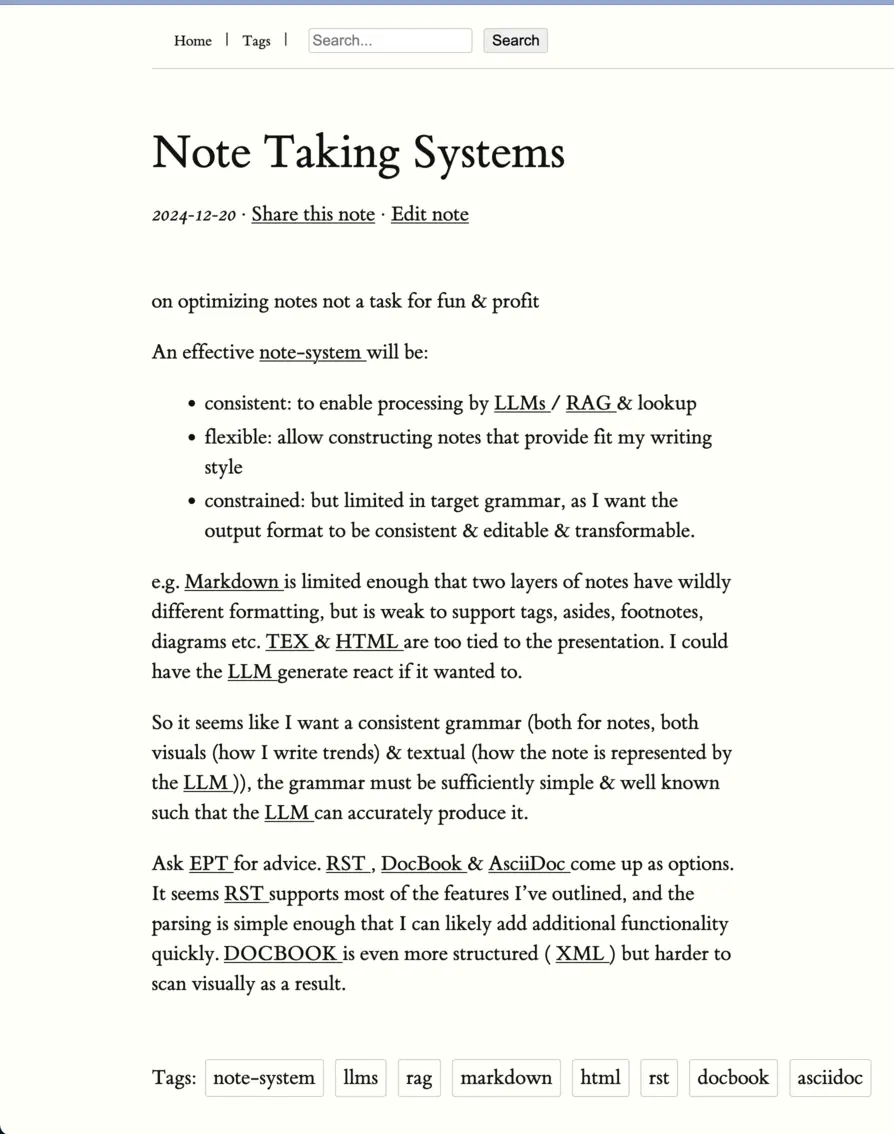 Home | Tags | Search... Search
Note Taking Systems
2024-12-20 · Share this note · Edit note
on optimizing notes not a task for fun & profit
An effective note-system will be:
• consistent: to enable processing by LLMs / RAG & lookup
• flexible: allow constructing notes that provide fit my writing
style
• constrained: but limited in target grammar, as I want the
output format to be consistent & editable & transformable.
e.g. Markdown is limited enough that two layers of notes have wildly
different formatting, but is weak to support tags, asides, footnotes,
diagrams etc. TEX & HTML are too tied to the presentation. I could
have the LLM generate react if it wanted to.
So it seems like I want a consistent grammar (both for notes, both
visuals (how I write trends) & textual (how the note is represented by
the LLM )), the grammar must be sufficiently simple & well known
such that the LLM can accurately produce it.
Ask EPT for advice. RST , DocBook & AsciiDoc come up as options.
It seems RST supports most of the features I've outlined, and the
parsing is simple enough that I can likely add additional functionality
quickly. DOCBOOK is even more structured ( XML ) but harder to
scan visually as a result.
Tags: note-system llms rag markdown html rst docbook asciidoc